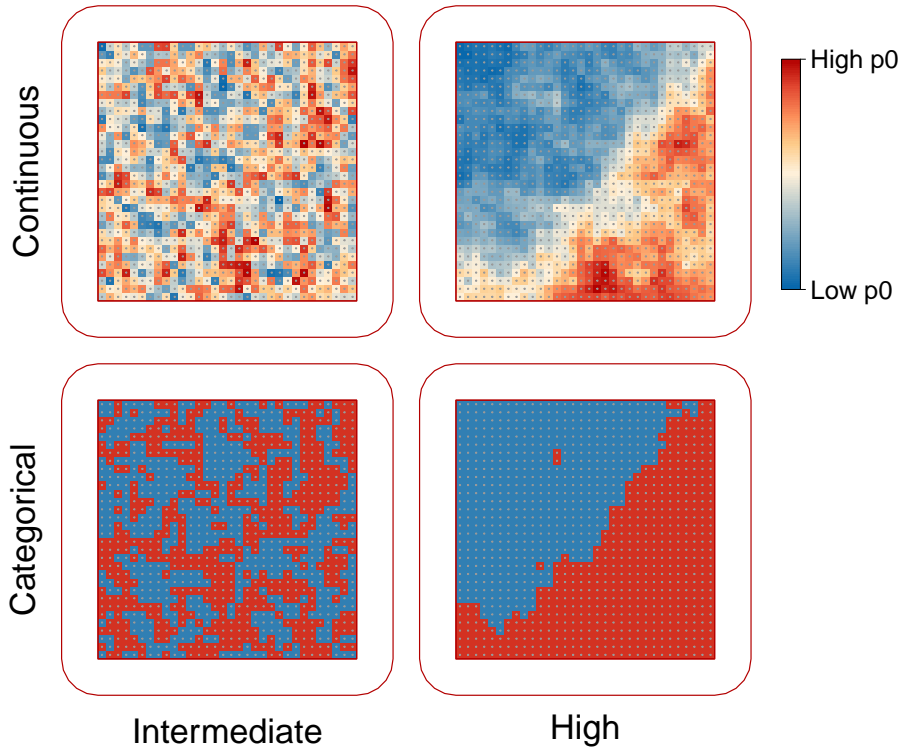 Continuous
High p0
Low p0
Categorical
Intermediate
High